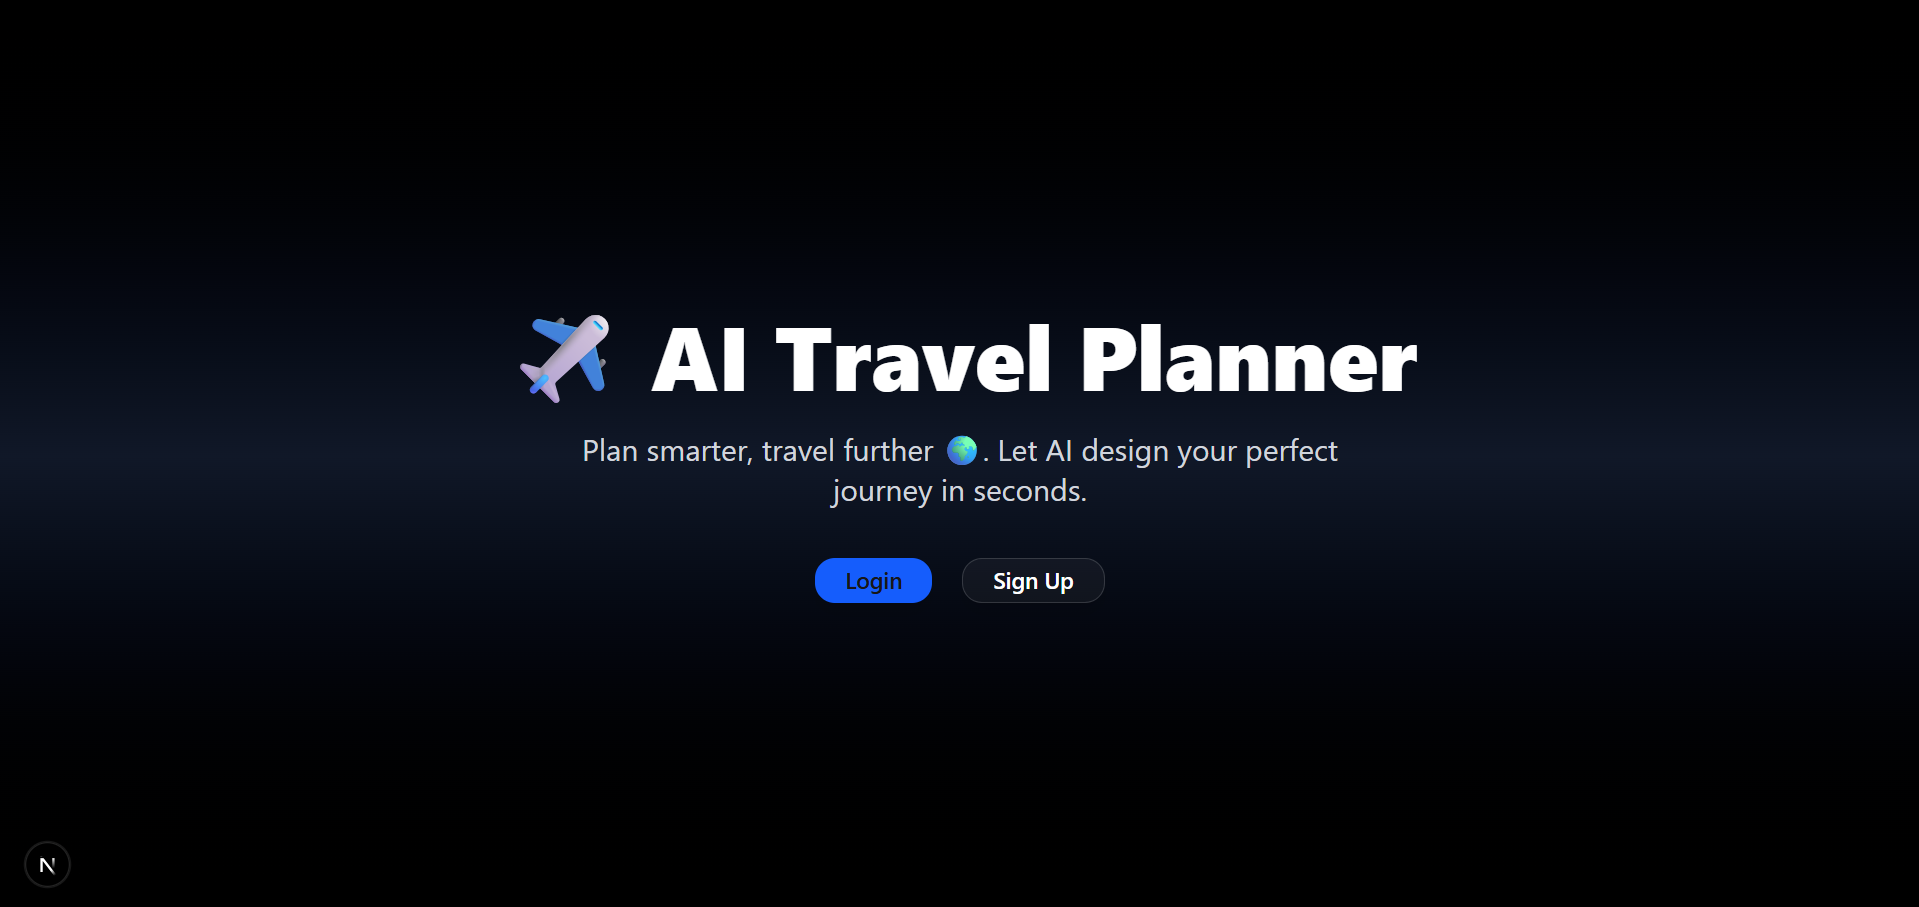 ✈️ AI Travel Planner
Plan smarter, travel further 🌍. Let AI design your perfect
journey in seconds.
Login
Sign Up
N